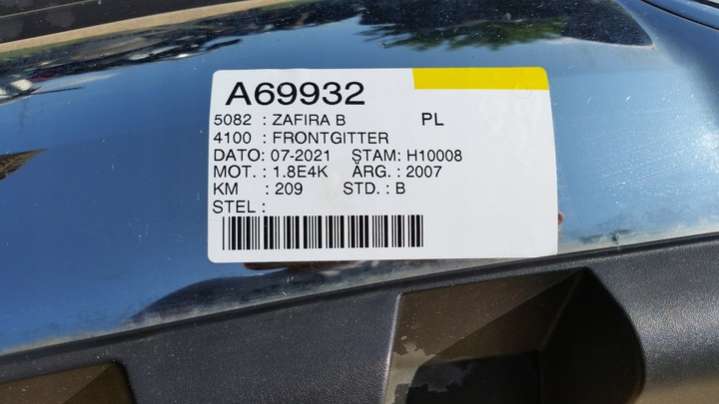 A69932
5082 : ZAFIRA B PL
4100 : FRONTGITTER
DATO: 07-2021 STAM: H10008
MOT. : 1.8E4K ÅRG. : 2007
KM : 209 STD. : B
STEL :